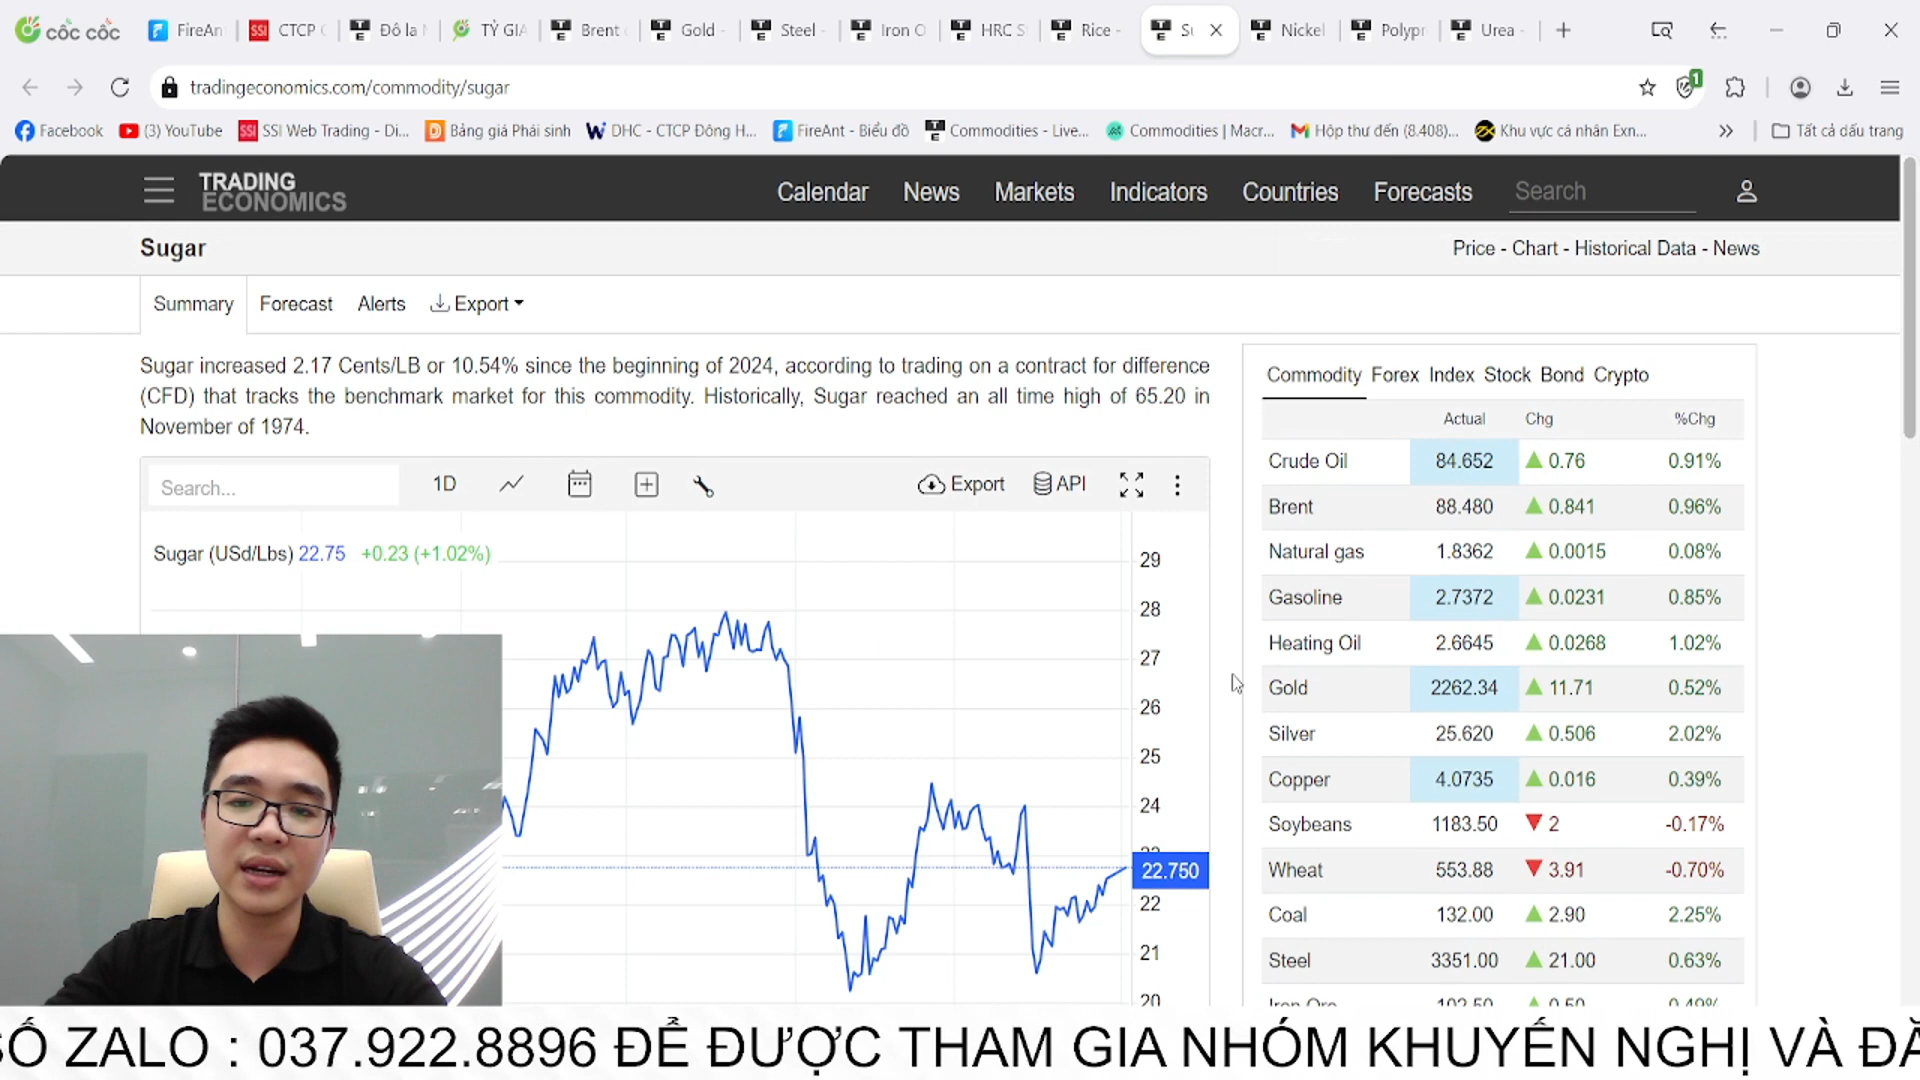 cốc cốc
FireAn
SSI CTCP
Đô la
TỶ GIÁ
Brent
Gold -
Steel -
Iron O
HRC S
Rice -
Su
Nickel
Polypr
Urea -
tradingeconomics.com/commodity/sugar
1
Facebook
(3) YouTube
SSI Web Trading - Di...
Bảng giá Phái sinh
DHC - CTCP Đông H...
FireAnt - Biểu đồ
Commodities - Live...
Commodities | Macr...
Hộp thư đến (8.408)...
Khu vực cá nhân Exn...
Tất cả dấu trang
TRADING
ECONOMICS
Calendar News Markets Indicators Countries Forecasts Search
Sugar
Price - Chart - Historical Data - News
Summary Forecast Alerts Export
Sugar increased 2.17 Cents/LB or 10.54% since the beginning of 2024, according to trading on a contract for difference
(CFD) that tracks the benchmark market for this commodity. Historically, Sugar reached an all time high of 65.20 in
November of 1974.
Search... 1D Export API
Sugar (USd/Lbs) 22.75 +0.23 (+1.02%)
29
28
27
26
25
24
22.750
22
21
20
Commodity Forex Index Stock Bond Crypto
Actual Chg %Chg
Crude Oil 84.652 0.76 0.91%
Brent 88.480 0.841 0.96%
Natural gas 1.8362 0.0015 0.08%
Gasoline 2.7372 0.0231 0.85%
Heating Oil 2.6645 0.0268 1.02%
Gold 2262.34 11.71 0.52%
Silver 25.620 0.506 2.02%
Copper 4.0735 0.016 0.39%
Soybeans 1183.50 2 -0.17%
Wheat 553.88 3.91 -0.70%
Coal 132.00 2.90 2.25%
Steel 3351.00 21.00 0.63%
Iron Ore 102.50 0.50 0.49%
SỐ ZALO : 037.922.8896 ĐỂ ĐƯỢC THAM GIA NHÓM KHUYẾN NGHỊ VÀ ĐĂ